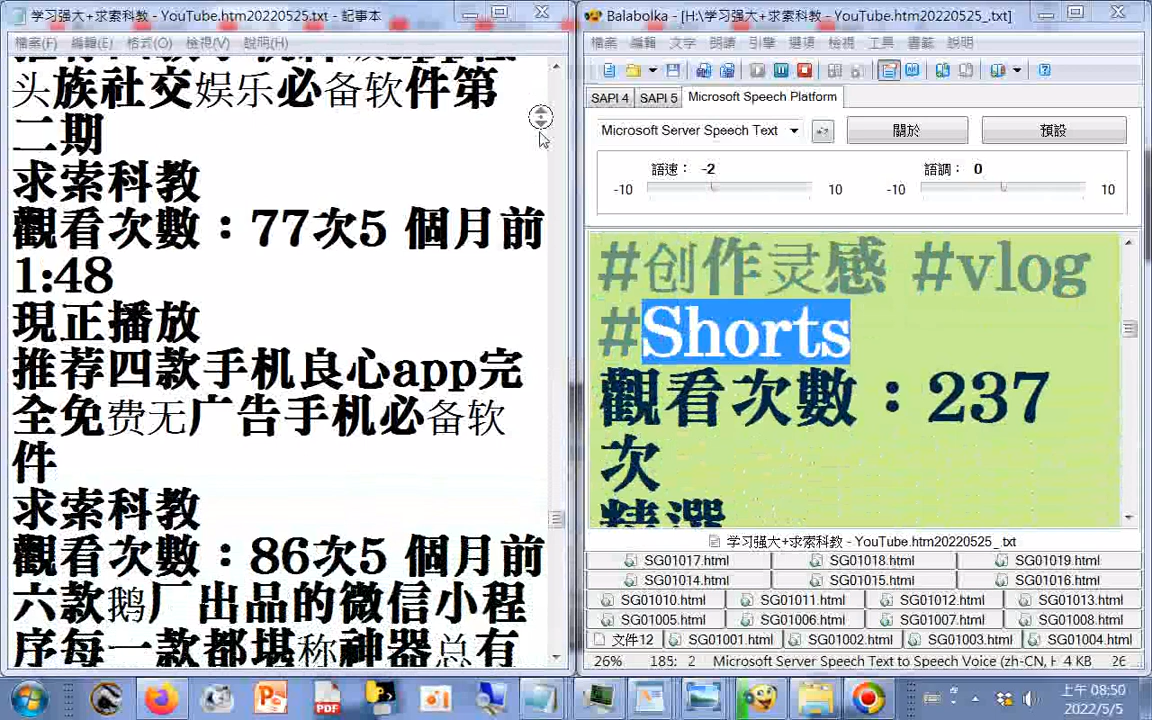 学习强大+求索科教 - YouTube.htm20220525.txt - 記事本
檔案(F) 編輯(E) 格式(O) 檢視(V) 說明(H)
头族社交娱乐必备软件第
二期
求索科教
觀看次數：77次5 個月前
1:48
現正播放
推荐四款手机良心app完
全免费无广告手机必备软
件
求索科教
觀看次數：86次5 個月前
六款鹅厂出品的微信小程
序每一款都堪称神器总有
Balabolka - [H:\学习强大+求索科教 - YouTube.htm20220525_.txt]
檔案 編輯 文字 朗讀 引擎 選項 檢視 工具 書籤 說明
SAPI 4 SAPI 5 Microsoft Speech Platform
Microsoft Server Speech Text 關於 預設
語速： -2 語調： 0
-10 10 -10 10
#创作灵感 #vlog
#Shorts
觀看次數：237
次
精選
学习强大+求索科教 - YouTube.htm20220525_.txt
SG01017.html SG01018.html SG01019.html
SG01014.html SG01015.html SG01016.html
SG01010.html SG01011.html SG01012.html SG01013.html
SG01005.html SG01006.html SG01007.html SG01008.html
文件12 SG01001.html SG01002.html SG01003.html SG01004.html
26% 185: 2 Microsoft Server Speech Text to Speech Voice (zh-CN, H 4 KB 26
PDF
上午 08:50
2022/5/5